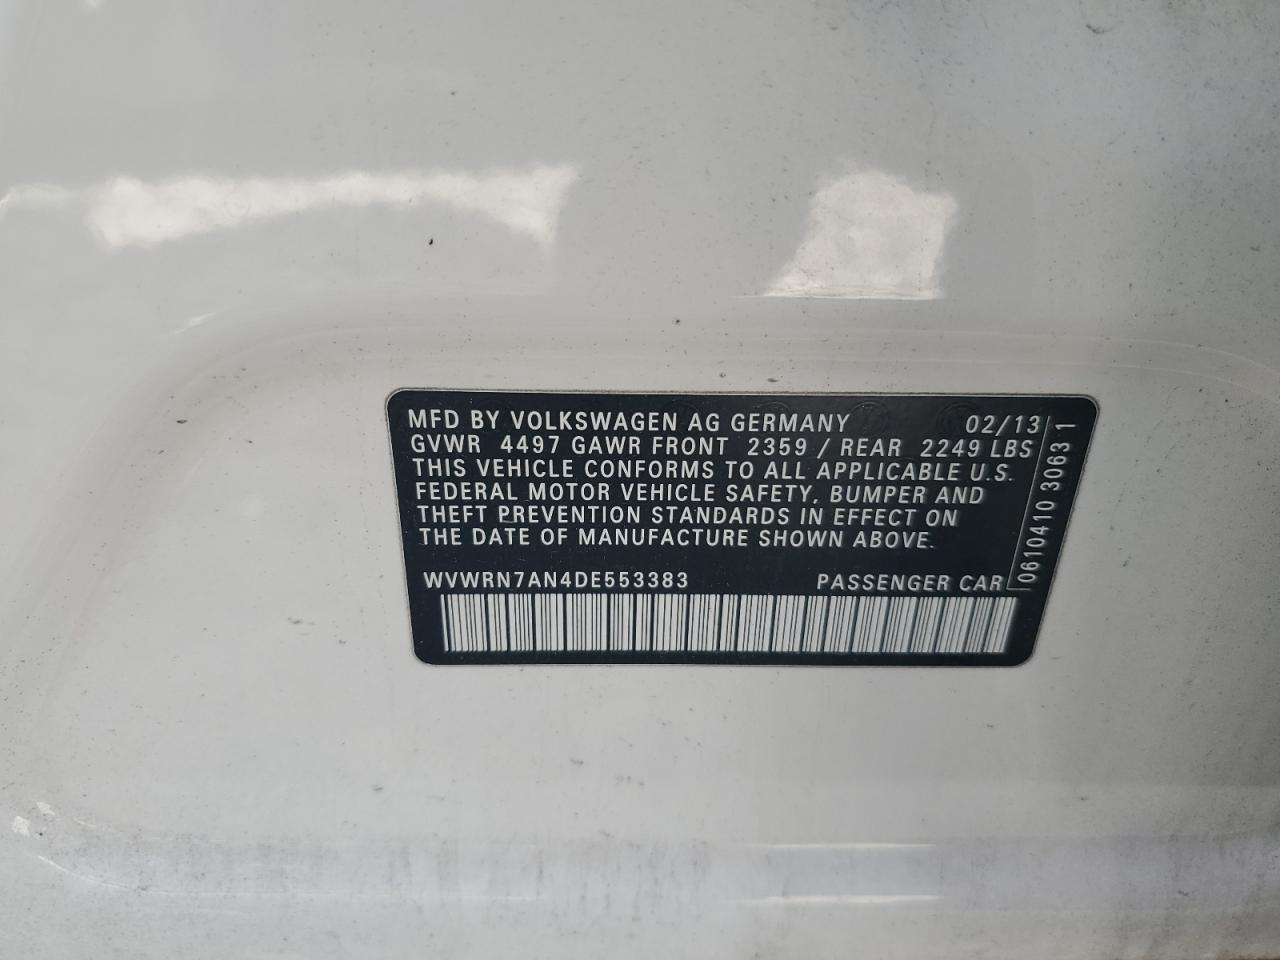 MFD BY VOLKSWAGEN AG GERMANY 02/13
GVWR 4497 GAWR FRONT 2359 / REAR 2249 LBS
THIS VEHICLE CONFORMS TO ALL APPLICABLE U.S.
FEDERAL MOTOR VEHICLE SAFETY, BUMPER AND
THEFT PREVENTION STANDARDS IN EFFECT ON
THE DATE OF MANUFACTURE SHOWN ABOVE.
WVWRN7AN4DE553383 PASSENGER CAR
0610410 3063 1